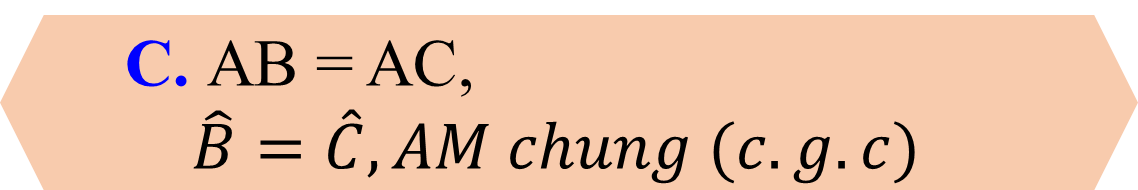 C. AB = AC,
B̂ = Ĉ, AM chung (c. g. c)